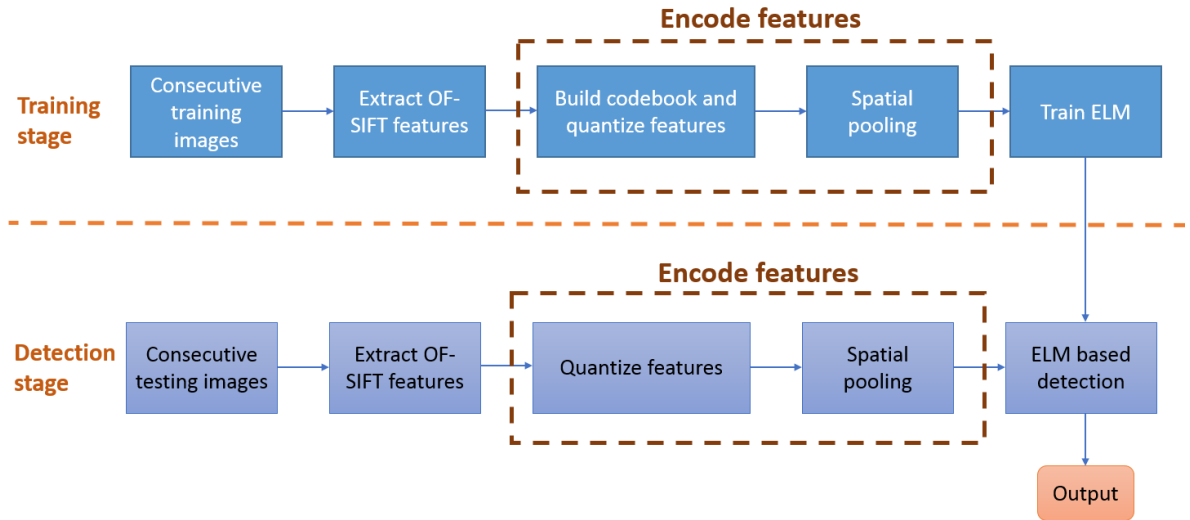 Encode features
Training
stage
Consecutive
training
images
Extract OF-
SIFT features
Build codebook and
quantize features
Spatial
pooling
Train ELM
Encode features
Detection
stage
Consecutive
testing images
Extract OF-
SIFT features
Quantize features
Spatial
pooling
ELM based
detection
Output